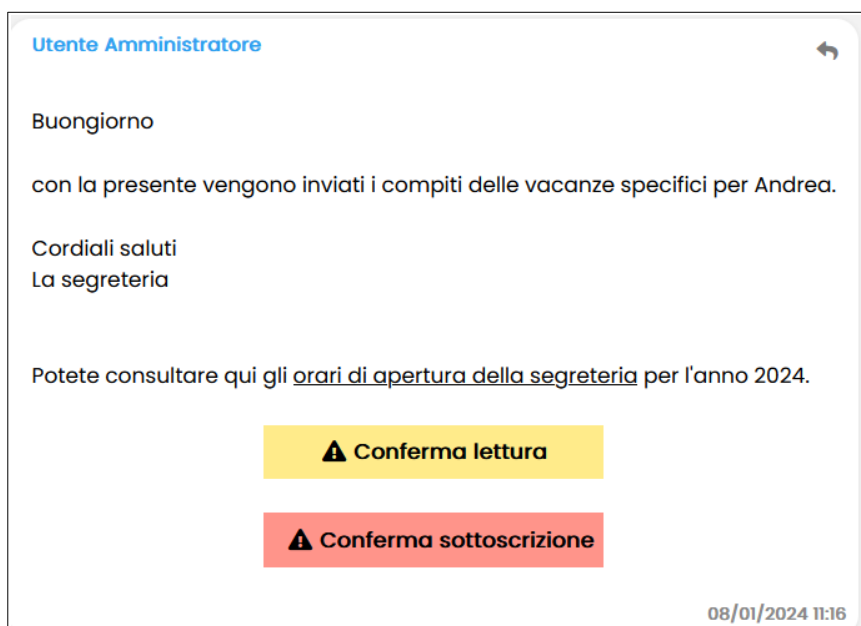 Utente Amministratore
Buongiorno
con la presente vengono inviati i compiti delle vacanze specifici per Andrea.
Cordiali saluti
La segreteria
Potete consultare qui gli orari di apertura della segreteria per l'anno 2024.
Conferma lettura
Conferma sottoscrizione
08/01/2024 11:16